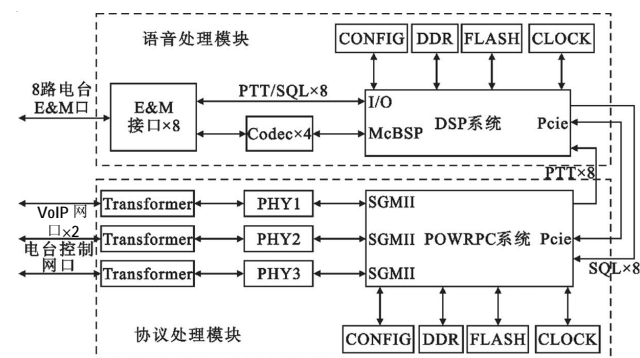 语音处理模块
CONFIG
DDR
FLASH
CLOCK
8路电台
E&M口
E&M
接口×8
PTT/SQL×8
Codec×4
I/O
McBSP
DSP系统
Pcie
PTT×8
VoIP 网
口×2
电台控制
网口
Transformer
PHY1
SGMII
Transformer
PHY2
SGMII
POWRPC系统
Pcie
Transformer
PHY3
SGMII
SQL×8
协议处理模块
CONFIG
DDR
FLASH
CLOCK